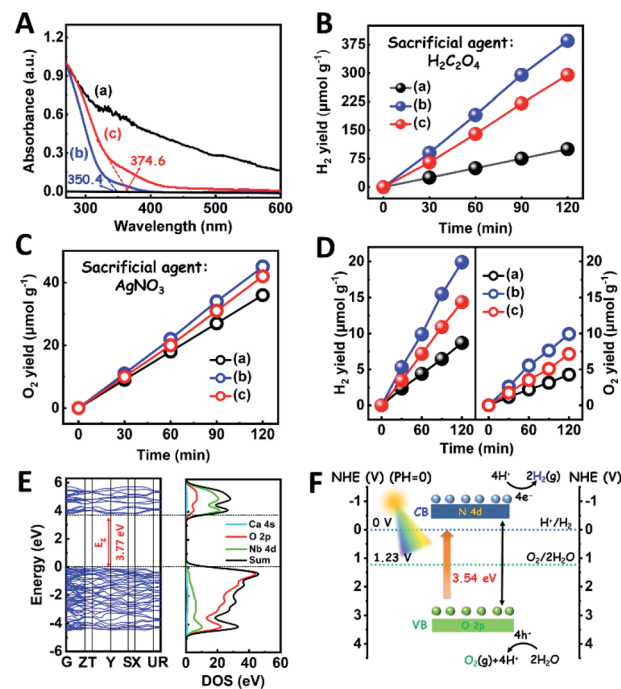 A
Absorbance (a.u.)
1.2
0.9
0.6
0.3
0.0
(a)
(c)
(b)
374.6
350.4
300 400 500 600
Wavelength (nm)
B
H₂ yield (μmol g⁻¹)
375
300
225
150
75
0
Sacrificial agent:
H₂C₂O₄
(a)
(b)
(c)
0 30 60 90 120
Time (min)
C
O₂ yield (μmol g⁻¹)
40
20
0
Sacrificial agent:
AgNO₃
(a)
(b)
(c)
0 30 60 90 120
Time (min)
D
H₂ yield (μmol g⁻¹)
20
15
10
5
0
(a)
(b)
(c)
0 30 60 90 120
0 30 60 90 120
Time (min)
20
15
10
5
0
O₂ yield (μmol g⁻¹)
E
Energy (eV)
6
4
2
0
-2
-4
-6
Eg 3.77 eV
G ZT Y SX UR
Ca 4s
O 2p
Nb 4d
Sum
0 20 40 60
DOS (eV)
F
NHE (V) (PH=0)
NHE (V)
4H⁺ 2H₂(g)
4e⁻
-1
0
1
2
3
4
-1
0
1
2
3
4
CB
N 4d
0 V
H⁺/H₂
1.23 V
O₂/2H₂O
3.54 eV
VB
O 2p
4h⁺
O₂(g)+4H⁺ 2H₂O